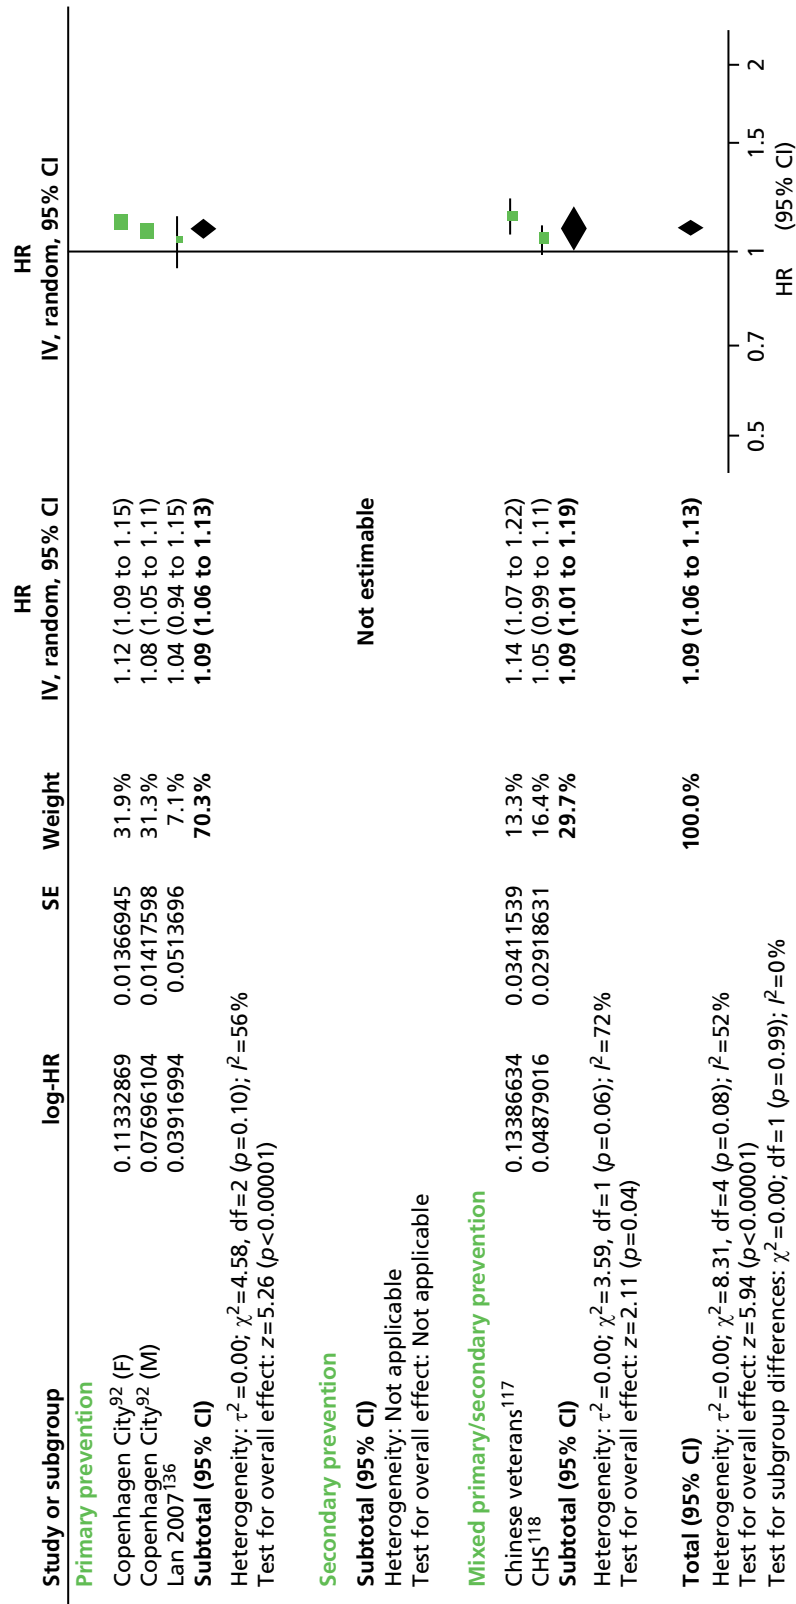 HR HR
Study or subgroup log-HR SE Weight IV, random, 95% CI IV, random, 95% CI
Primary prevention
Copenhagen City92 (F) 0.11332869 0.01366945 31.9% 1.12 (1.09 to 1.15)
Copenhagen City92 (M) 0.07696104 0.01417598 31.3% 1.08 (1.05 to 1.11)
Lan 2007136 0.03916994 0.0513696 7.1% 1.04 (0.94 to 1.15)
Subtotal (95% CI) 70.3% 1.09 (1.06 to 1.13)
Heterogeneity: τ2=0.00; χ2=4.58, df=2 (p=0.10); I2=56%
Test for overall effect: z=5.26 (p<0.00001)
Secondary prevention
Subtotal (95% CI) Not estimable
Heterogeneity: Not applicable
Test for overall effect: Not applicable
Mixed primary/secondary prevention
Chinese veterans117 0.13386634 0.03411539 13.3% 1.14 (1.07 to 1.22)
CHS118 0.04879016 0.02918631 16.4% 1.05 (0.99 to 1.11)
Subtotal (95% CI) 29.7% 1.09 (1.01 to 1.19)
Heterogeneity: τ2=0.00; χ2=3.59, df=1 (p=0.06); I2=72%
Test for overall effect: z=2.11 (p=0.04)
Total (95% CI) 100.0% 1.09 (1.06 to 1.13)
Heterogeneity: τ2=0.00; χ2=8.31, df=4 (p=0.08); I2=52%
Test for overall effect: z=5.94 (p<0.00001)
Test for subgroup differences: χ2=0.00; df=1 (p=0.99); I2=0%
0.5 0.7 1 1.5 2
HR (95% CI)